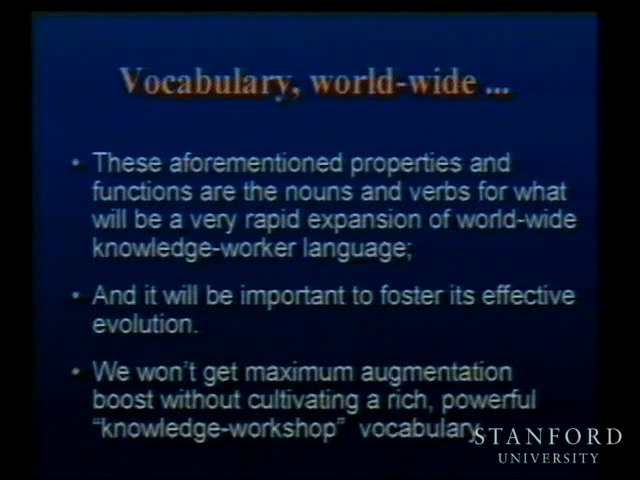 Vocabulary, world-wide ...
• These aforementioned properties and
functions are the nouns and verbs for what
will be a very rapid expansion of world-wide
knowledge-worker language;
• And it will be important to foster its effective
evolution.
• We won't get maximum augmentation
boost without cultivating a rich, powerful
"knowledge-workshop" vocabulary.
STANFORD
UNIVERSITY